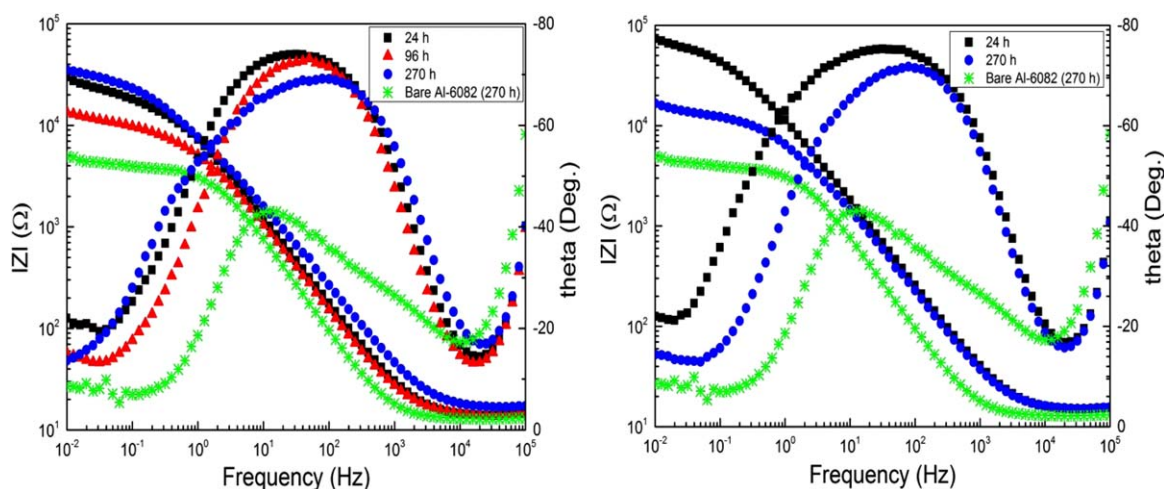 10⁵
10⁴
10³
10²
10¹
IZI (Ω)
24 h
96 h
270 h
Bare Al-6082 (270 h)
-80
-60
-40
-20
0
theta (Deg.)
10⁻² 10⁻¹ 10⁰ 10¹ 10² 10³ 10⁴ 10⁵
Frequency (Hz)
10⁵
10⁴
10³
10²
10¹
IZI (Ω)
24 h
270 h
Bare Al-6082 (270 h)
-80
-60
-40
-20
0
theta (Deg.)
10⁻² 10⁻¹ 10⁰ 10¹ 10² 10³ 10⁴ 10⁵
Frequency (Hz)